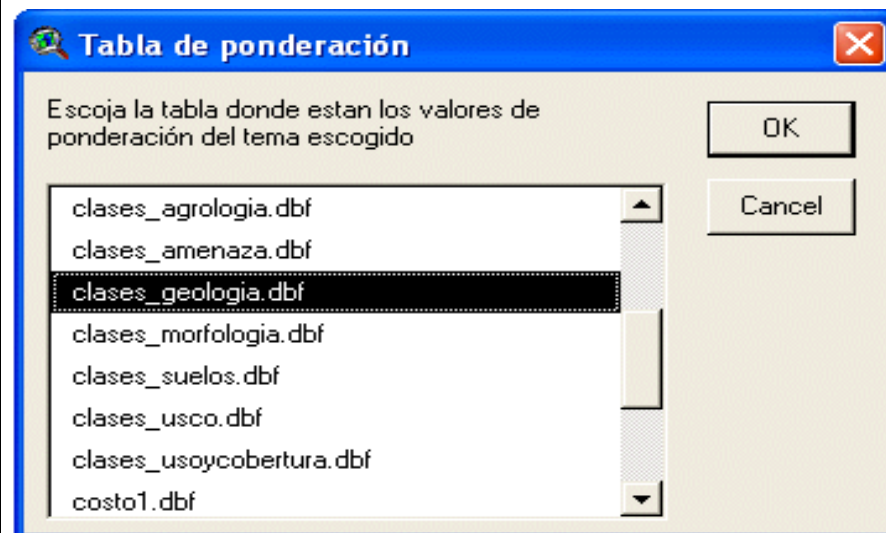 Tabla de ponderación
Escoja la tabla donde estan los valores de
ponderación del tema escogido
OK
Cancel
clases_agrologia.dbf
clases_amenaza.dbf
clases_geologia.dbf
clases_morfologia.dbf
clases_suelos.dbf
clases_usco.dbf
clases_usoycobertura.dbf
costo1.dbf